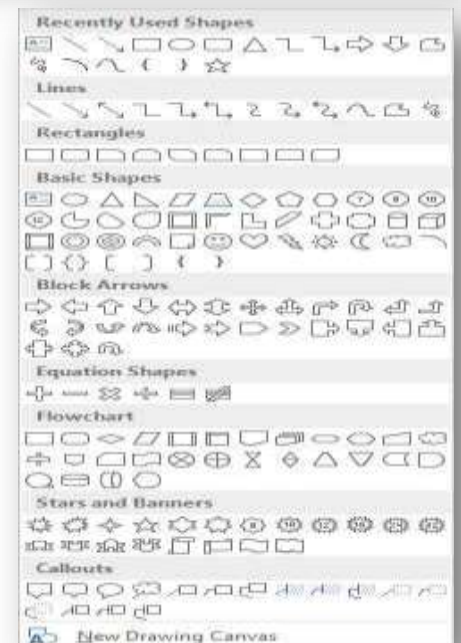 Recently Used Shapes
Lines
Rectangles
Basic Shapes
Block Arrows
Equation Shapes
Flowchart
Stars and Banners
Callouts
New Drawing Canvas